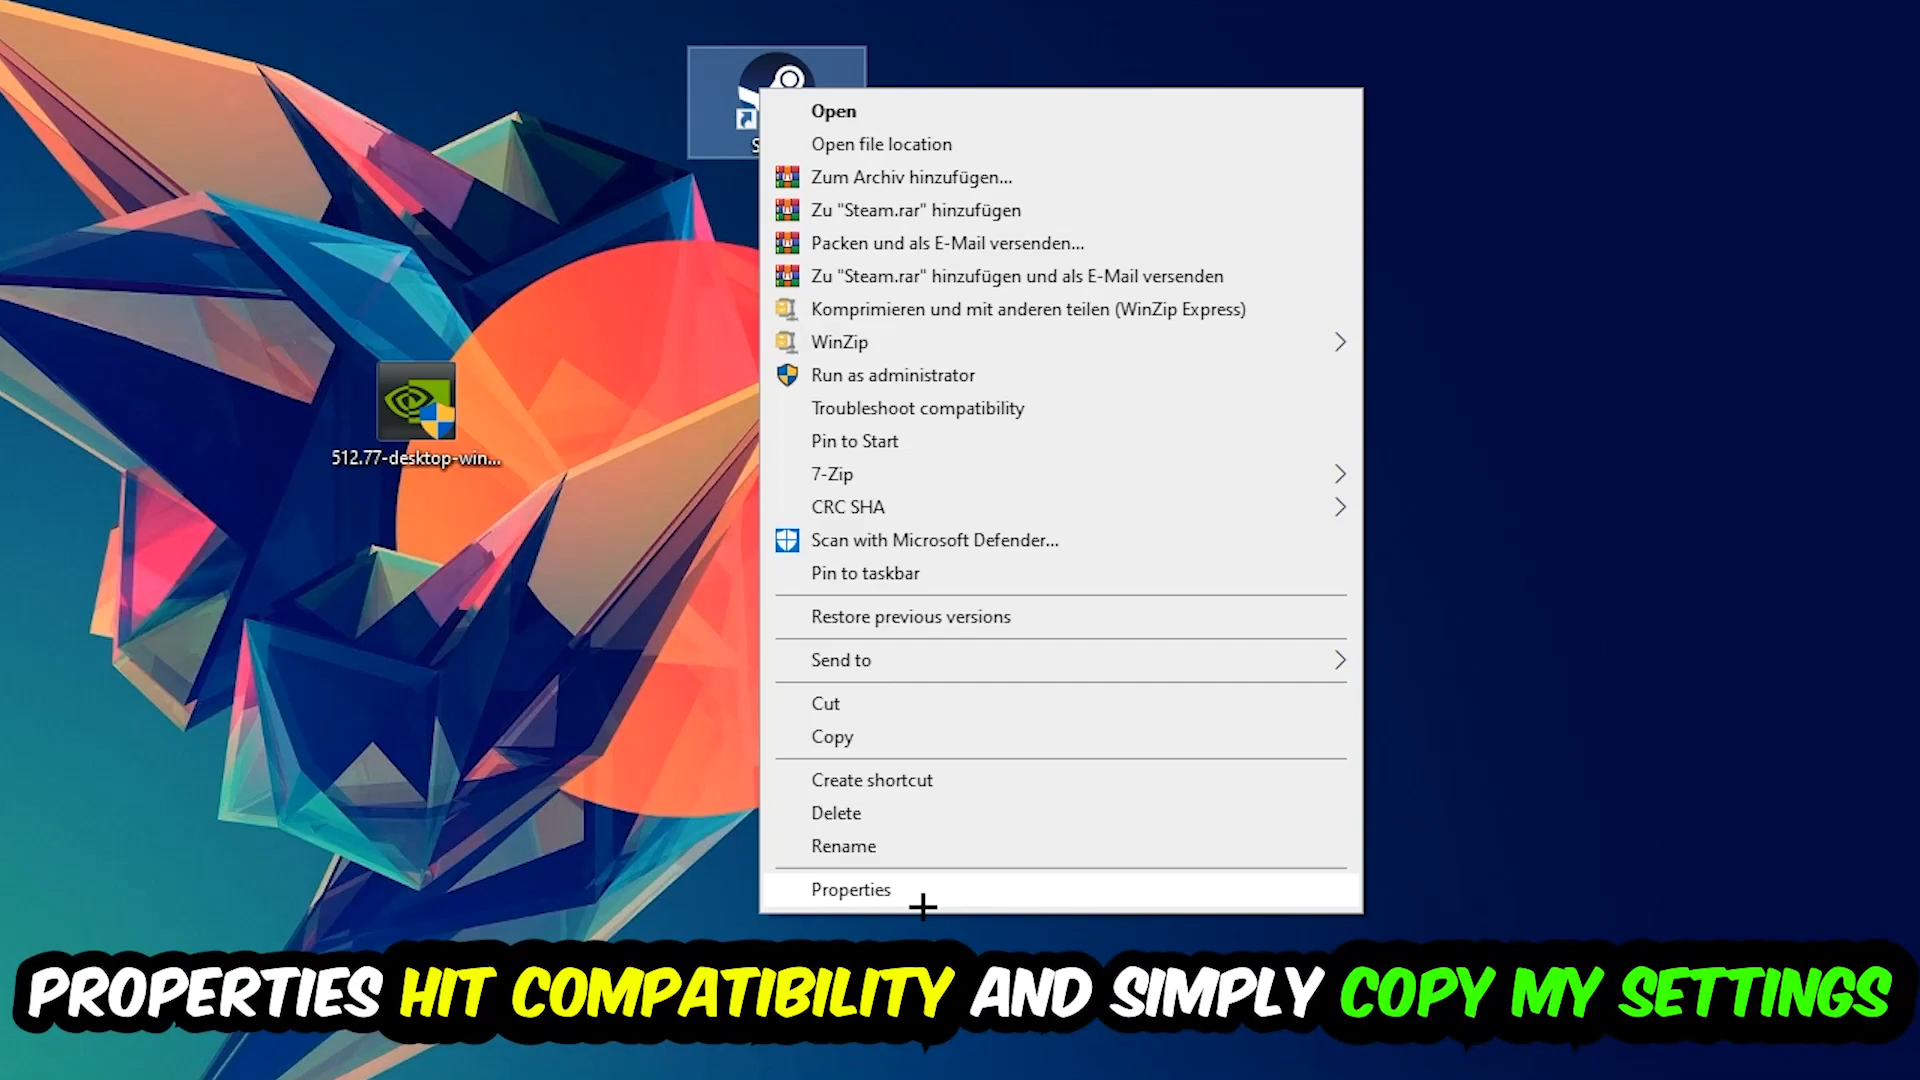 S
Open
Open file location
Zum Archiv hinzufügen...
Zu "Steam.rar" hinzufügen
Packen und als E-Mail versenden...
Zu "Steam.rar" hinzufügen und als E-Mail versenden
Komprimieren und mit anderen teilen (WinZip Express)
WinZip
Run as administrator
Troubleshoot compatibility
Pin to Start
7-Zip
CRC SHA
Scan with Microsoft Defender...
Pin to taskbar
Restore previous versions
Send to
Cut
Copy
Create shortcut
Delete
Rename
Properties
512.77-desktop-win...
PROPERTIES HIT COMPATIBILITY AND SIMPLY COPY MY SETTINGS